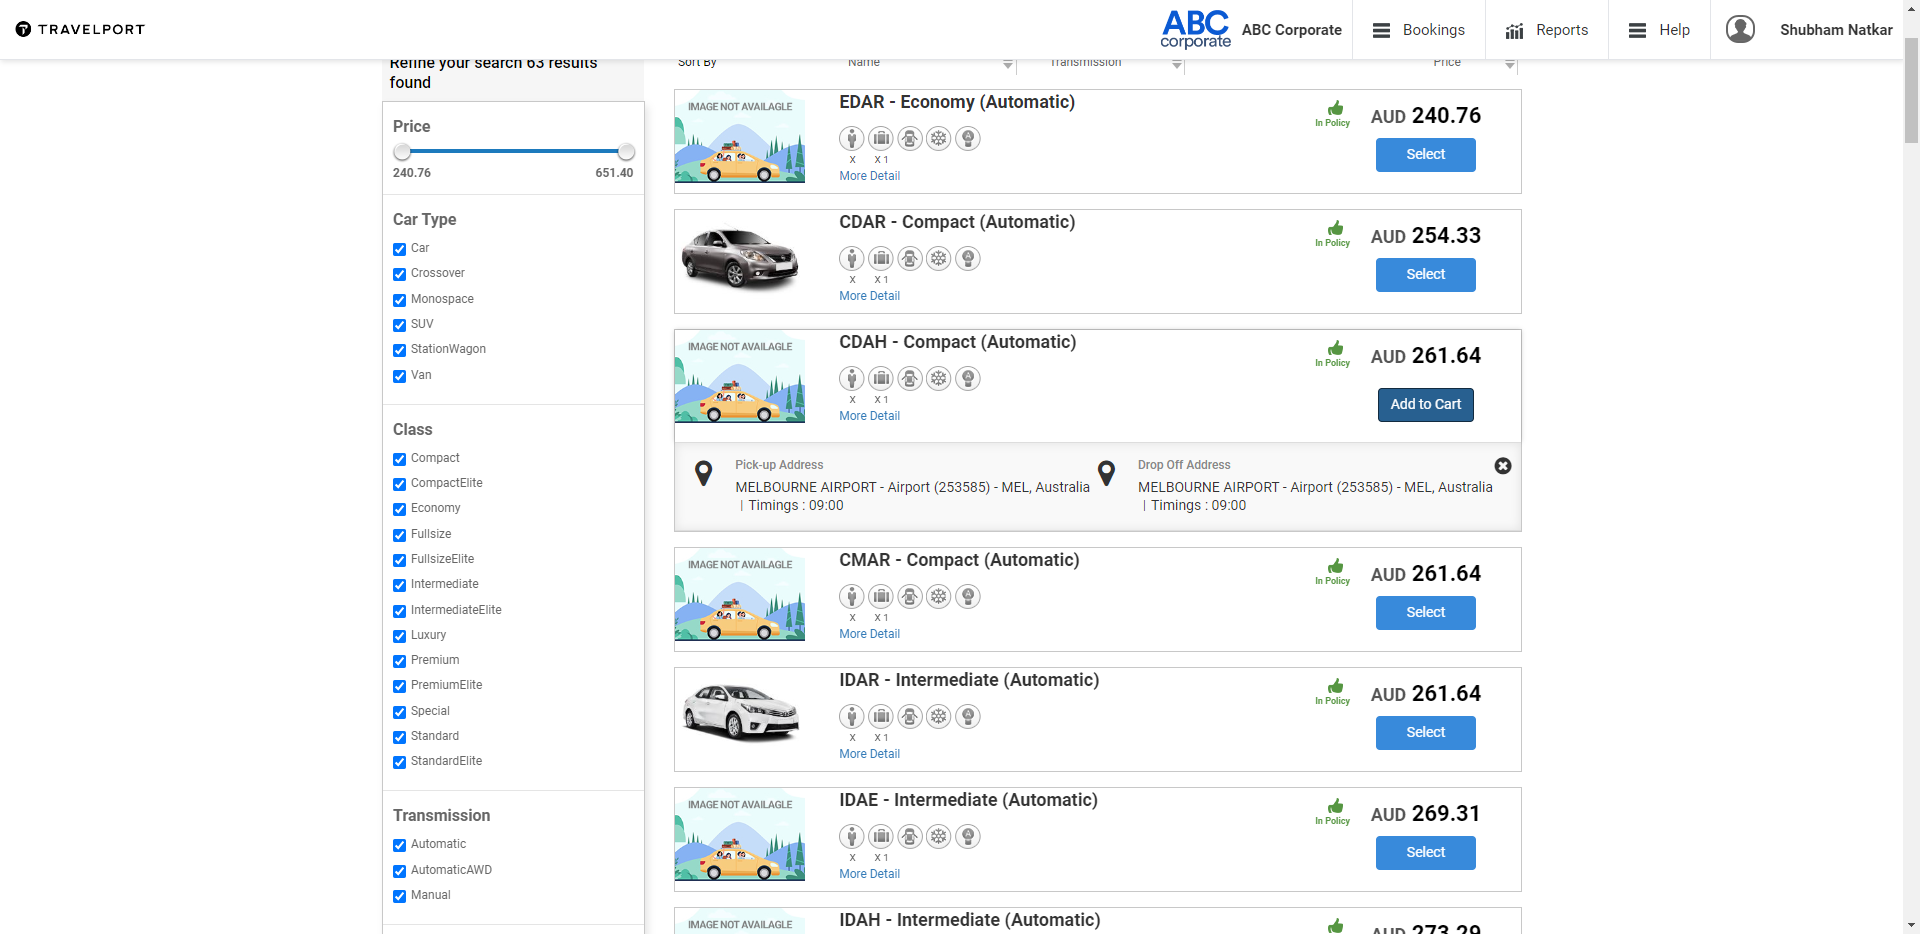 TRAVELPORT
ABC
corporate
ABC Corporate
Bookings
Reports
Help
Shubham Natkar
Refine your search 63 results
found
Price
240.76
651.40
Car Type
Car
Crossover
Monospace
SUV
StationWagon
Van
Class
Compact
CompactElite
Economy
Fullsize
FullsizeElite
Intermediate
IntermediateElite
Luxury
Premium
PremiumElite
Special
Standard
StandardElite
Transmission
Automatic
AutomaticAWD
Manual
Sort By
Name
Transmission
Price
IMAGE NOT AVAILAGLE
EDAR - Economy (Automatic)
X
X 1
More Detail
In Policy
AUD 240.76
Select
CDAR - Compact (Automatic)
X
X 1
More Detail
In Policy
AUD 254.33
Select
IMAGE NOT AVAILAGLE
CDAH - Compact (Automatic)
X
X 1
More Detail
In Policy
AUD 261.64
Add to Cart
Pick-up Address
MELBOURNE AIRPORT - Airport (253585) - MEL, Australia
| Timings : 09:00
Drop Off Address
MELBOURNE AIRPORT - Airport (253585) - MEL, Australia
| Timings : 09:00
IMAGE NOT AVAILAGLE
CMAR - Compact (Automatic)
X
X 1
More Detail
In Policy
AUD 261.64
Select
IDAR - Intermediate (Automatic)
X
X 1
More Detail
In Policy
AUD 261.64
Select
IMAGE NOT AVAILAGLE
IDAE - Intermediate (Automatic)
X
X 1
More Detail
In Policy
AUD 269.31
Select
IMAGE NOT AVAILAGLE
IDAH - Intermediate (Automatic)
AUD 273.29